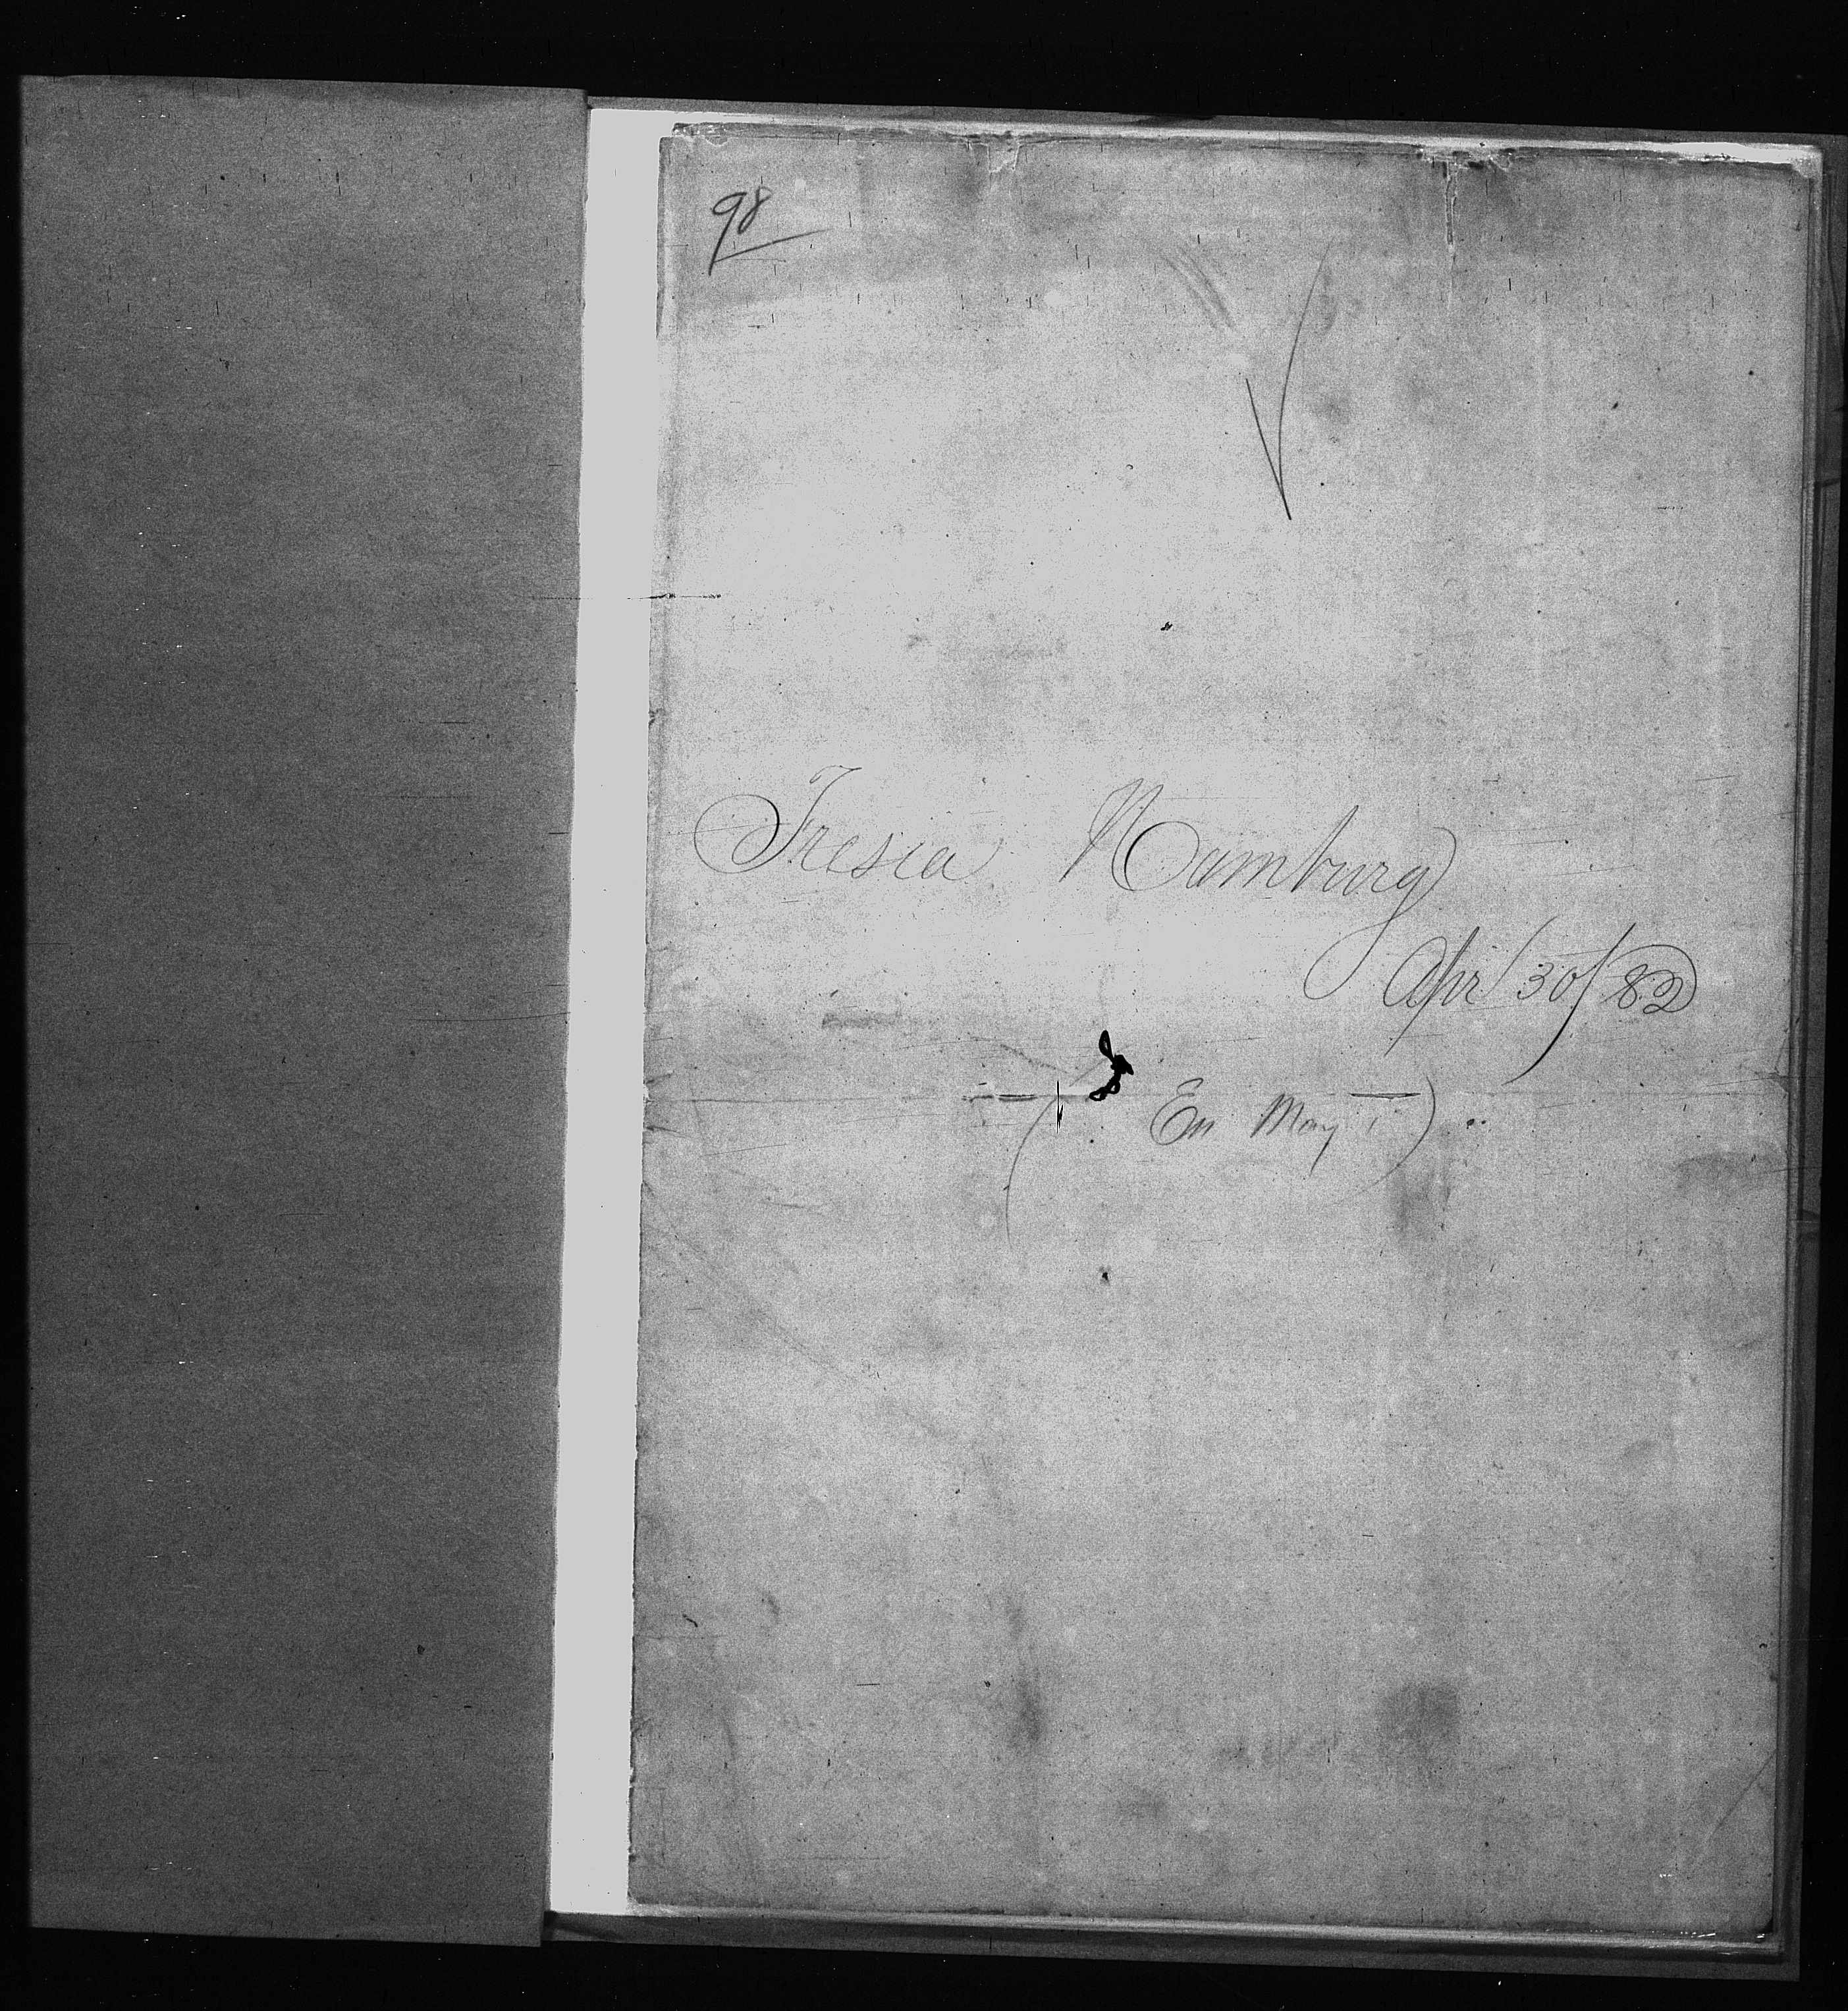 98
Fresia Hamburg
Apr 30/82
(En May 1)